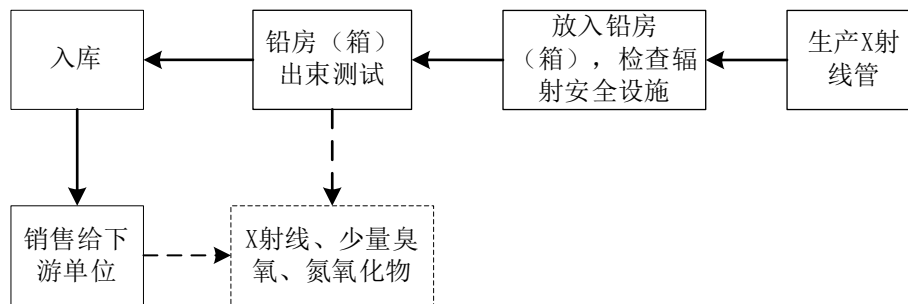 入库
铅房（箱）
出束测试
放入铅房
（箱），检查辐
射安全设施
生产X射
线管
销售给下
游单位
X射线、少量臭
氧、氮氧化物